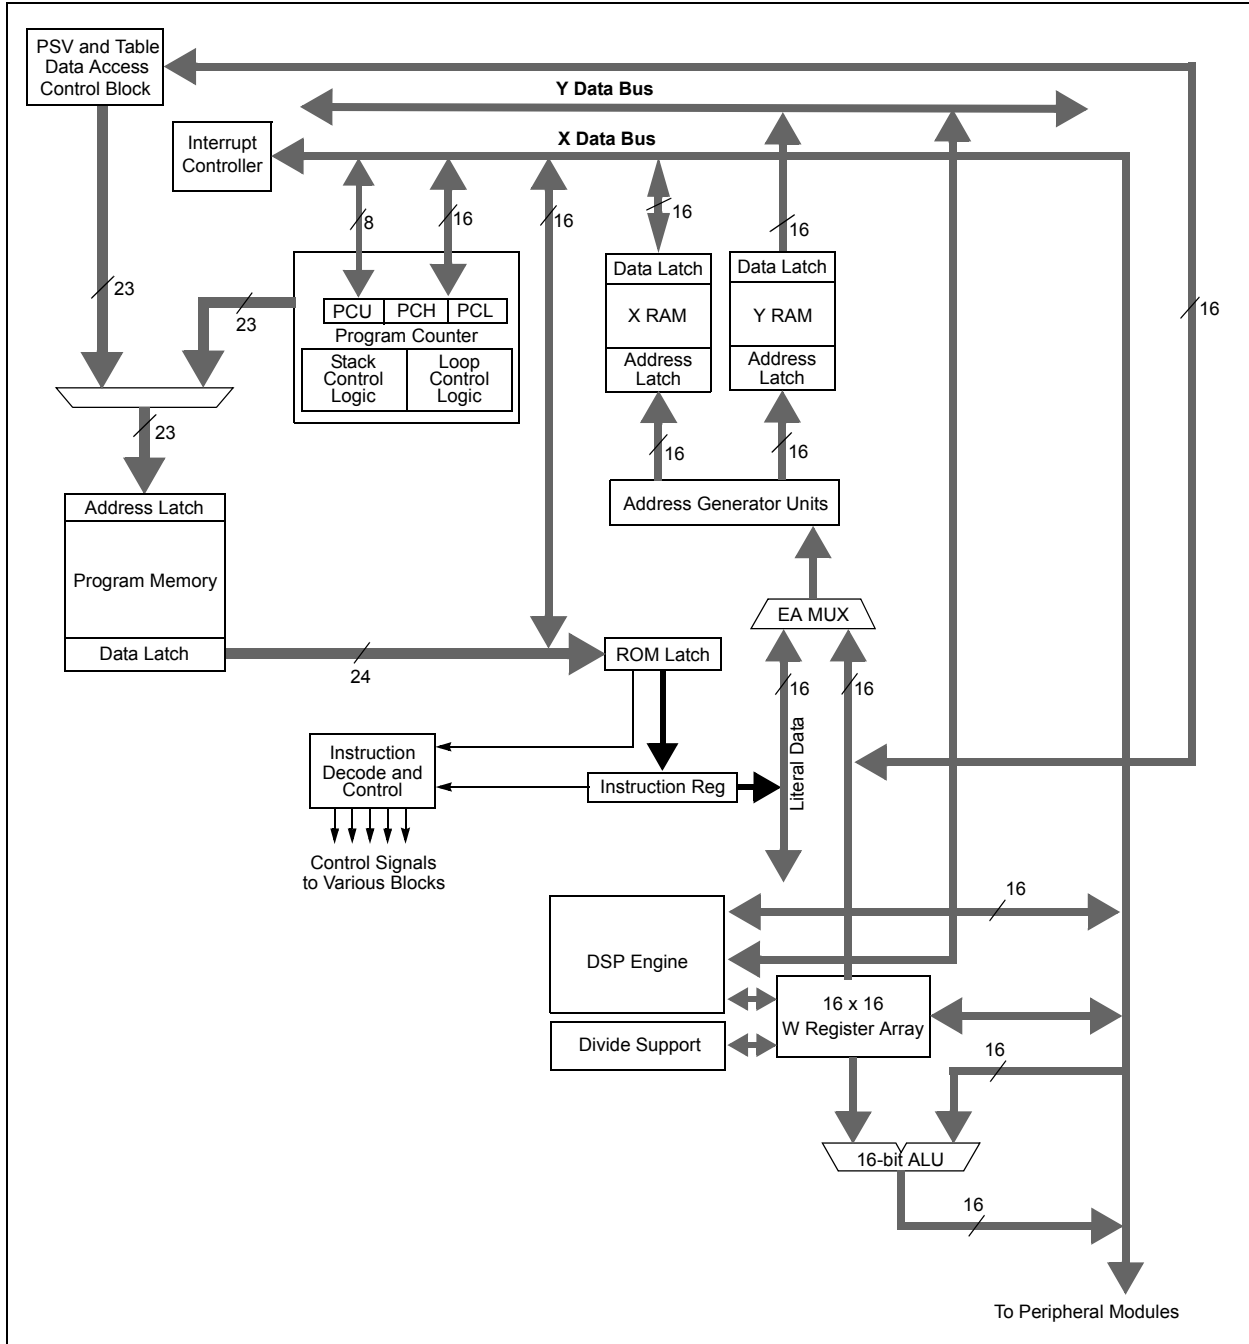 PSV and Table
Data Access
Control Block
Y Data Bus
Interrupt
Controller
X Data Bus
8
16
16
16
16
23
23
16
PCU PCH PCL
Program Counter
Stack
Control
Logic
Loop
Control
Logic
Data Latch
X RAM
Address
Latch
Data Latch
Y RAM
Address
Latch
23
16
16
Address Latch
Program Memory
Data Latch
Address Generator Units
EA MUX
24
ROM Latch
16
16
Literal Data
Instruction
Decode and
Control
Instruction Reg
Control Signals
to Various Blocks
16
DSP Engine
16 x 16
W Register Array
Divide Support
16
16-bit ALU
16
To Peripheral Modules